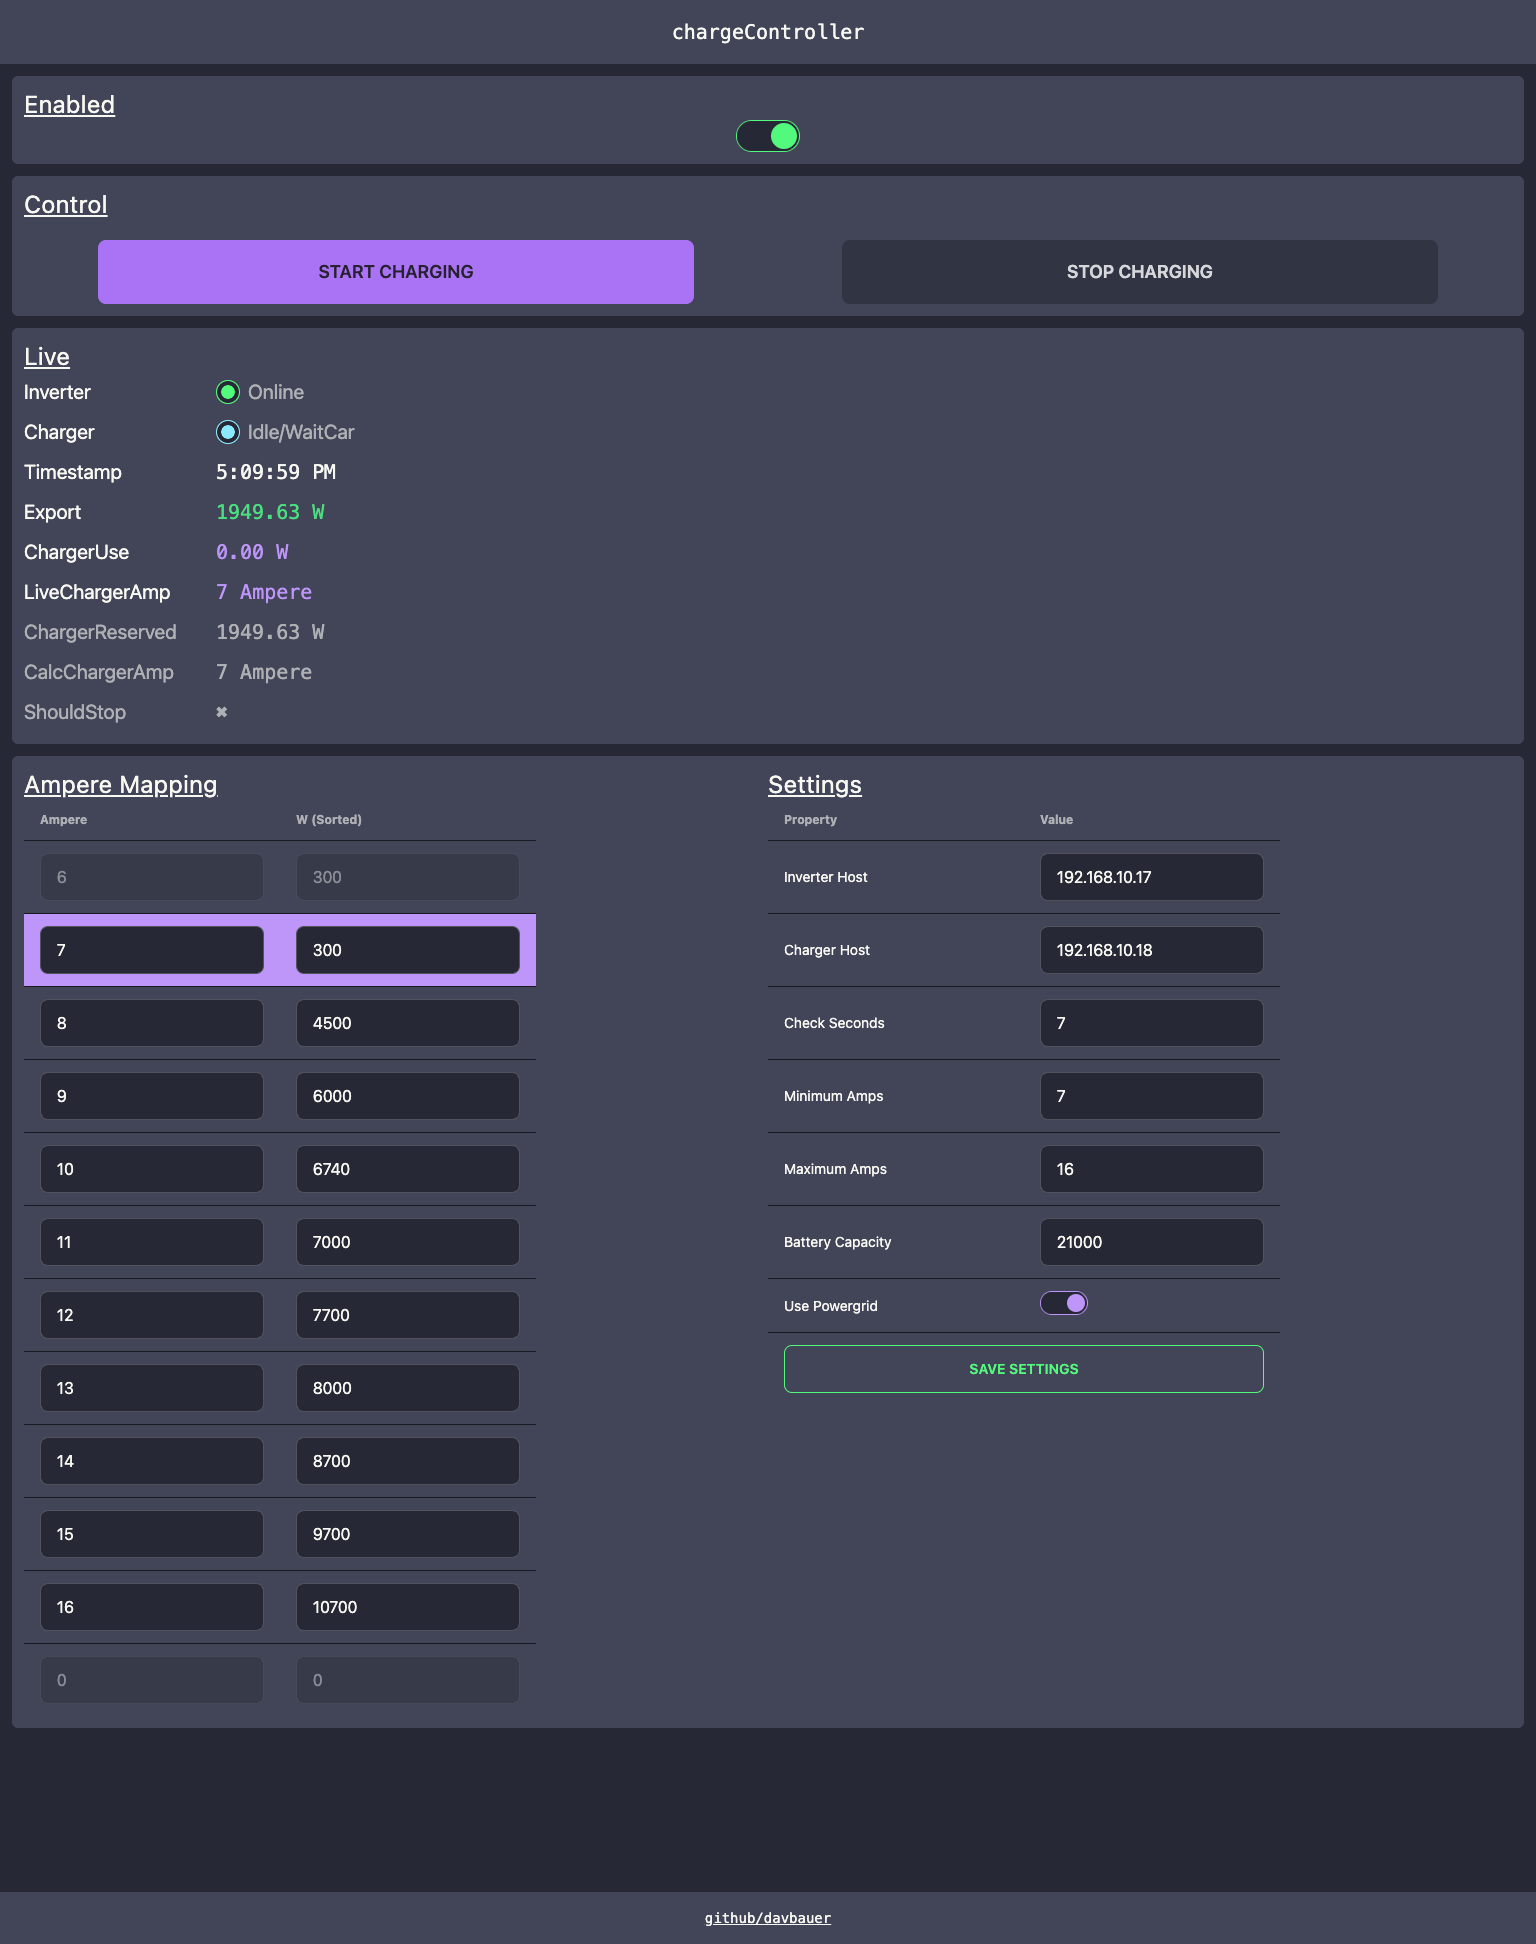 chargeController
Enabled
Control
START CHARGING
STOP CHARGING
Live
Inverter Online
Charger Idle/WaitCar
Timestamp 5:09:59 PM
Export 1949.63 W
ChargerUse 0.00 W
LiveChargerAmp 7 Ampere
ChargerReserved 1949.63 W
CalcChargerAmp 7 Ampere
ShouldStop ✖
Ampere Mapping
Ampere W (Sorted)
6 300
7 300
8 4500
9 6000
10 6740
11 7000
12 7700
13 8000
14 8700
15 9700
16 10700
0 0
Settings
Property Value
Inverter Host 192.168.10.17
Charger Host 192.168.10.18
Check Seconds 7
Minimum Amps 7
Maximum Amps 16
Battery Capacity 21000
Use Powergrid
SAVE SETTINGS
github/davbauer